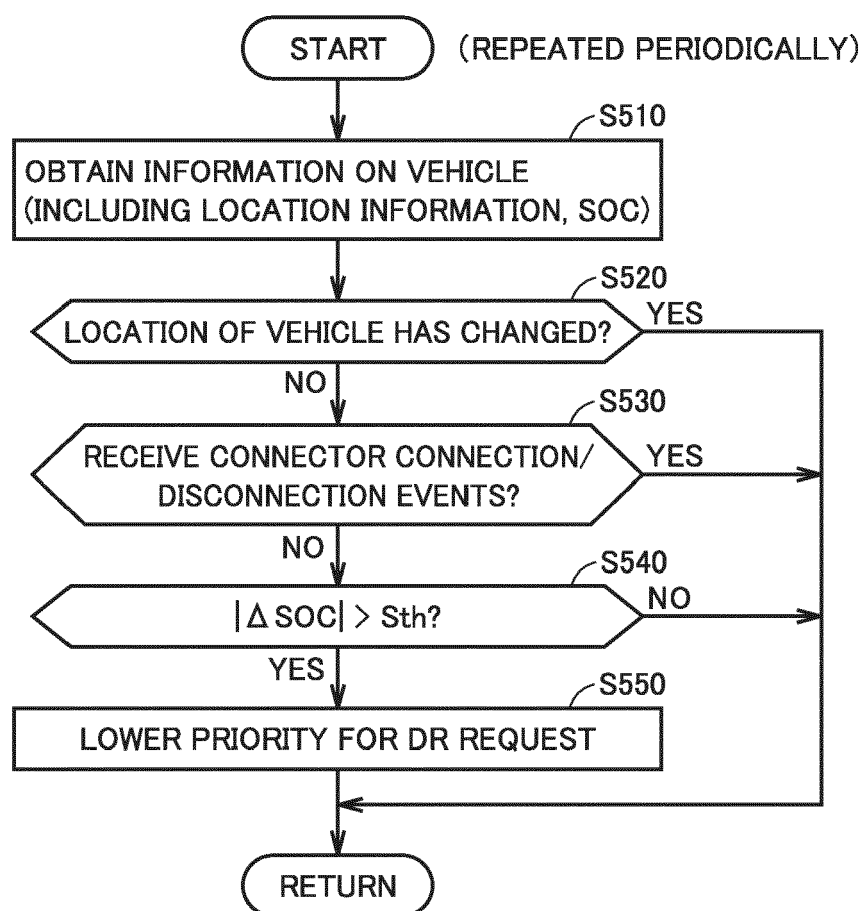 START (REPEATED PERIODICALLY)
S510
OBTAIN INFORMATION ON VEHICLE
(INCLUDING LOCATION INFORMATION, SOC)
S520
LOCATION OF VEHICLE HAS CHANGED?
YES
NO
S530
RECEIVE CONNECTOR CONNECTION/
DISCONNECTION EVENTS?
YES
NO
S540
|Δ SOC| > Sth?
NO
YES
S550
LOWER PRIORITY FOR DR REQUEST
RETURN